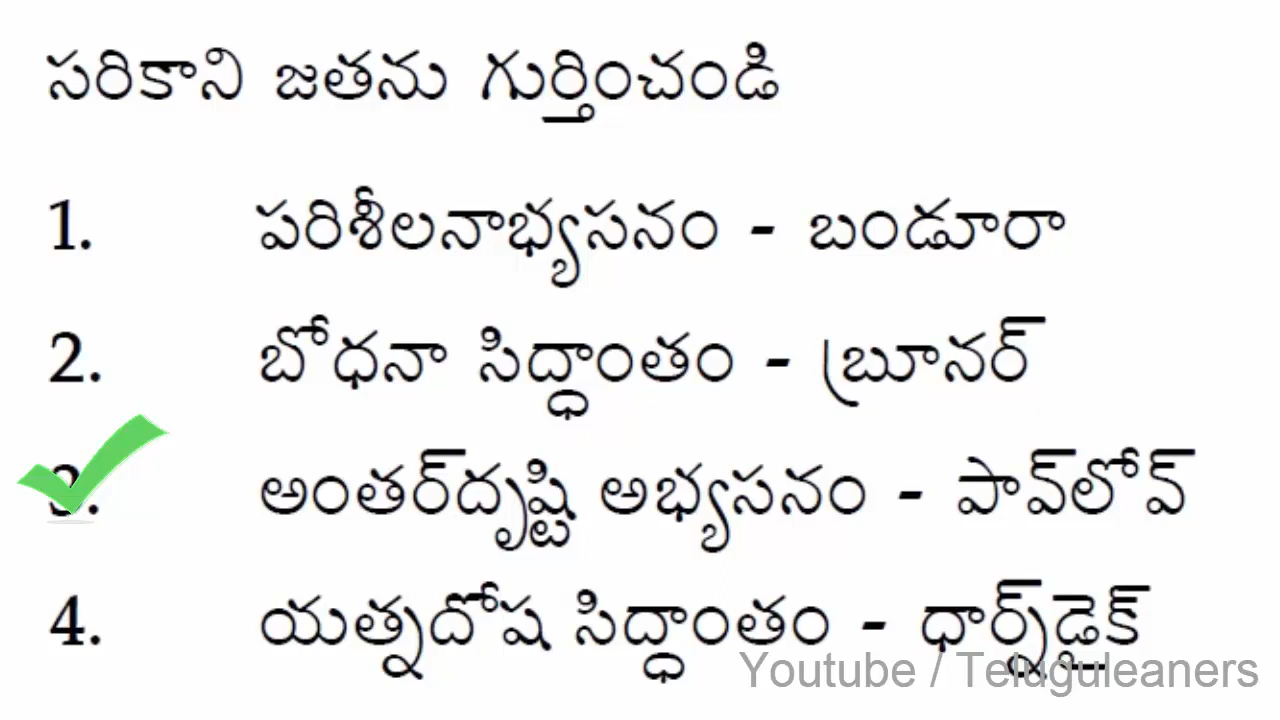 సరికాని జతను గుర్తించండి
1. పరిశీలనాభ్యసనం - బండూరా
2. బోధనా సిద్ధాంతం - బ్రూనర్
3. అంతర్‌దృష్టి అభ్యసనం - పావ్‌లోవ్
4. యత్నదోష సిద్ధాంతం - ధార్న్‌డైక్
Youtube / Teluguleaners